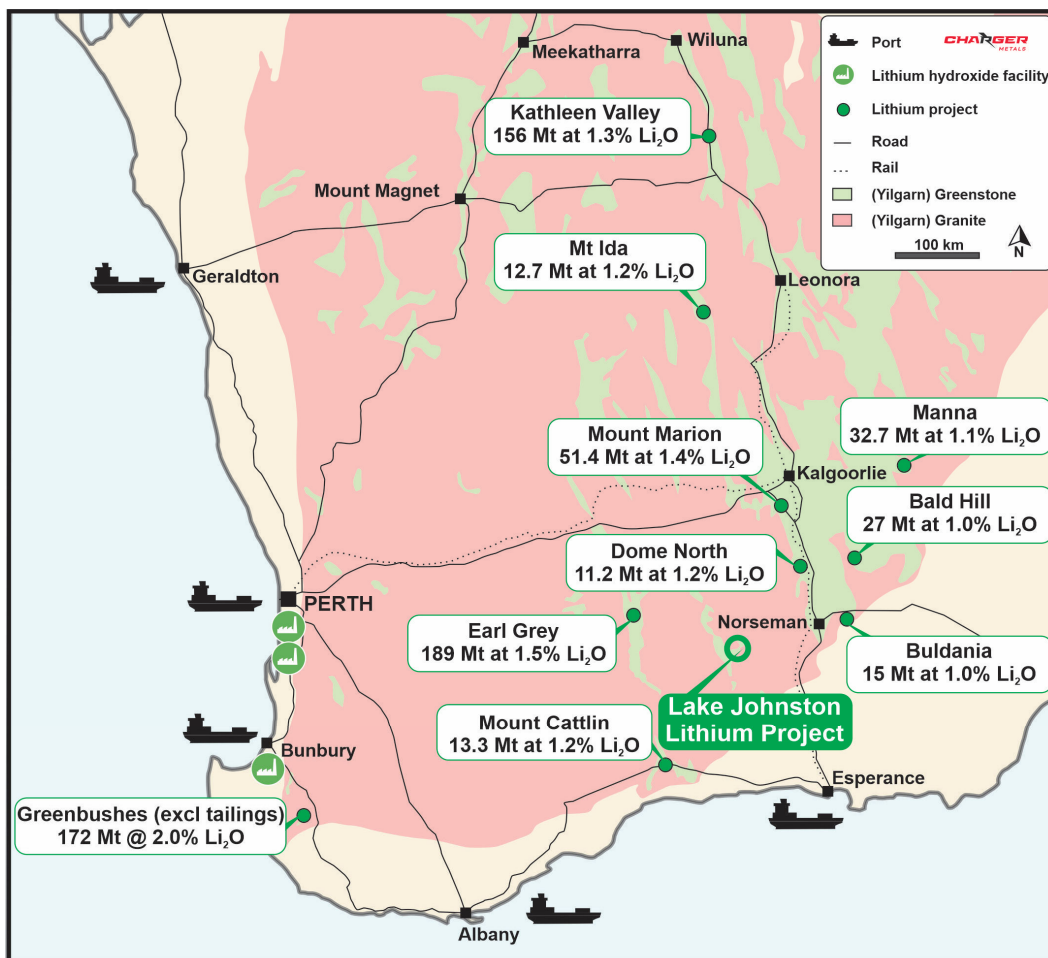 Meekatharra
Wiluna
Port
CHARGER
METALS
Lithium hydroxide facility
Lithium project
Road
Rail
(Yilgarn) Greenstone
(Yilgarn) Granite
100 km
N
Kathleen Valley
156 Mt at 1.3% Li₂O
Mount Magnet
Mt Ida
12.7 Mt at 1.2% Li₂O
Geraldton
Leonora
Manna
32.7 Mt at 1.1% Li₂O
Mount Marion
51.4 Mt at 1.4% Li₂O
Kalgoorlie
Bald Hill
27 Mt at 1.0% Li₂O
Dome North
11.2 Mt at 1.2% Li₂O
PERTH
Earl Grey
189 Mt at 1.5% Li₂O
Norseman
Buldania
15 Mt at 1.0% Li₂O
Lake Johnston
Lithium Project
Mount Cattlin
13.3 Mt at 1.2% Li₂O
Bunbury
Esperance
Greenbushes (excl tailings)
172 Mt @ 2.0% Li₂O
Albany